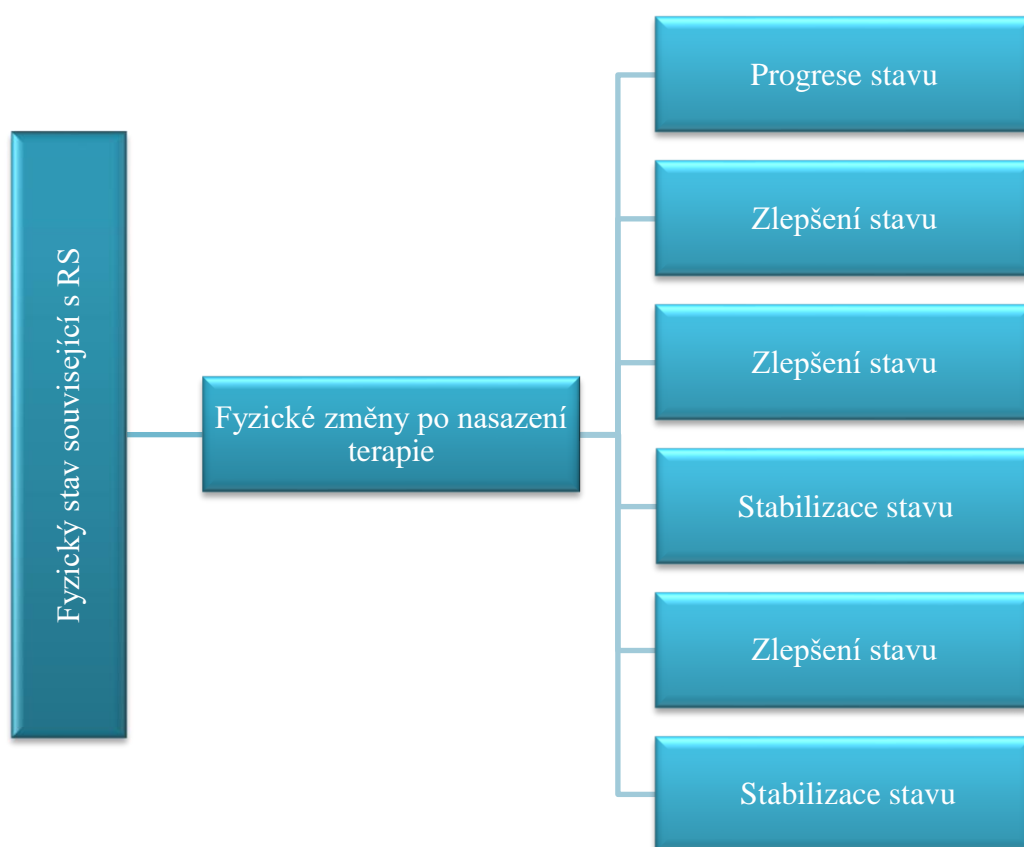 Fyzický stav související s RS
Fyzické změny po nasazení
terapie
Progrese stavu
Zlepšení stavu
Zlepšení stavu
Stabilizace stavu
Zlepšení stavu
Stabilizace stavu